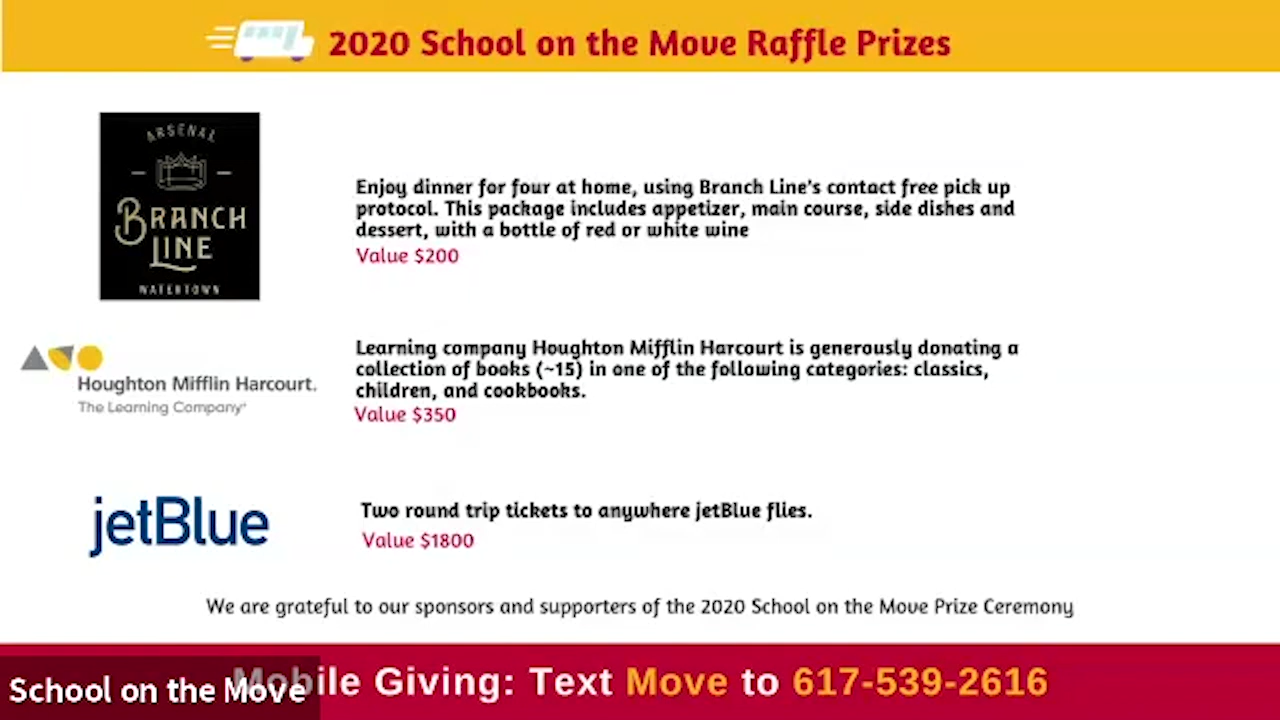 2020 School on the Move Raffle Prizes
ARSENAL
BRANCH
LINE
WATERTOWN
Enjoy dinner for four at home, using Branch Line's contact free pick up
protocol. This package includes appetizer, main course, side dishes and
dessert, with a bottle of red or white wine
Value $200
Houghton Mifflin Harcourt.
The Learning Company
Learning company Houghton Mifflin Harcourt is generously donating a
collection of books (~15) in one of the following categories: classics,
children, and cookbooks.
Value $350
jetBlue
Two round trip tickets to anywhere jetBlue flies.
Value $1800
We are grateful to our sponsors and supporters of the 2020 School on the Move Prize Ceremony
Mobile Giving: Text Move to 617-539-2616
School on the Move